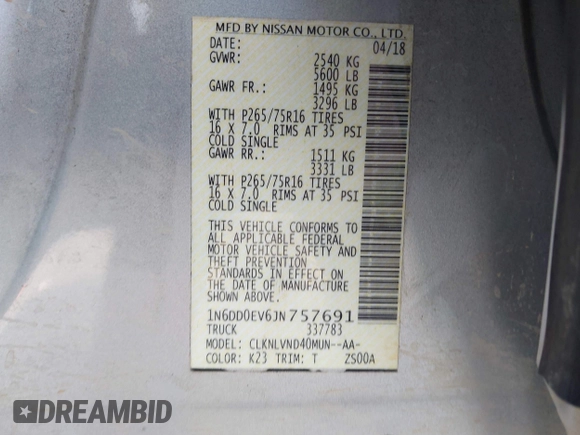 MFD BY NISSAN MOTOR CO., LTD.
DATE: 04/18
GVWR: 2540 KG
5600 LB
GAWR FR.: 1495 KG
3296 LB
WITH P265/75R16 TIRES
16 X 7.0 RIMS AT 35 PSI
COLD SINGLE
GAWR RR.: 1511 KG
3331 LB
WITH P265/75R16 TIRES
16 X 7.0 RIMS AT 35 PSI
COLD SINGLE
THIS VEHICLE CONFORMS TO
ALL APPLICABLE FEDERAL
MOTOR VEHICLE SAFETY AND
THEFT PREVENTION
STANDARDS IN EFFECT ON
THE DATE OF MANUFACTURE
SHOWN ABOVE.
1N6DD0EV6JN757691
TRUCK 337783
MODEL: CLKNLVND40MUN--AA-
COLOR: K23 TRIM: T ZS00A
DREAMBID